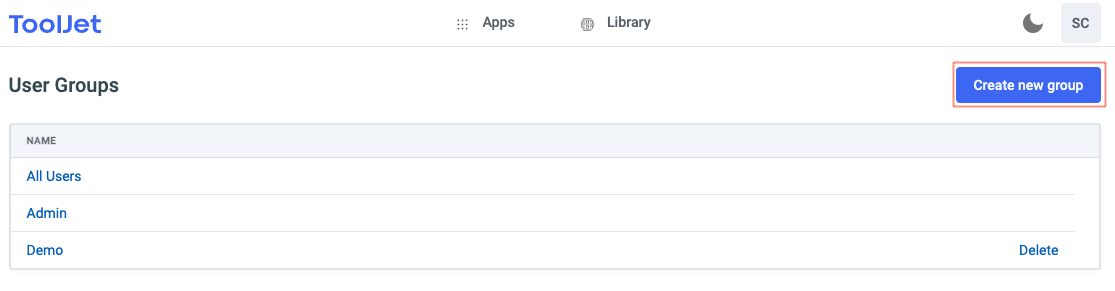 ToolJet Apps Library SC
User Groups Create new group
NAME
All Users
Admin
Demo Delete